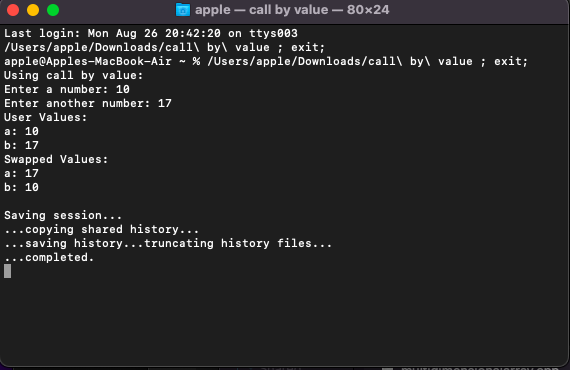 apple — call by value — 80×24
Last login: Mon Aug 26 20:42:20 on ttys003
/Users/apple/Downloads/call\ by\ value ; exit;
apple@Apples-MacBook-Air ~ % /Users/apple/Downloads/call\ by\ value ; exit;
Using call by value:
Enter a number: 10
Enter another number: 17
User Values:
a: 10
b: 17
Swapped Values:
a: 17
b: 10
Saving session...
...copying shared history...
...saving history...truncating history files...
...completed.